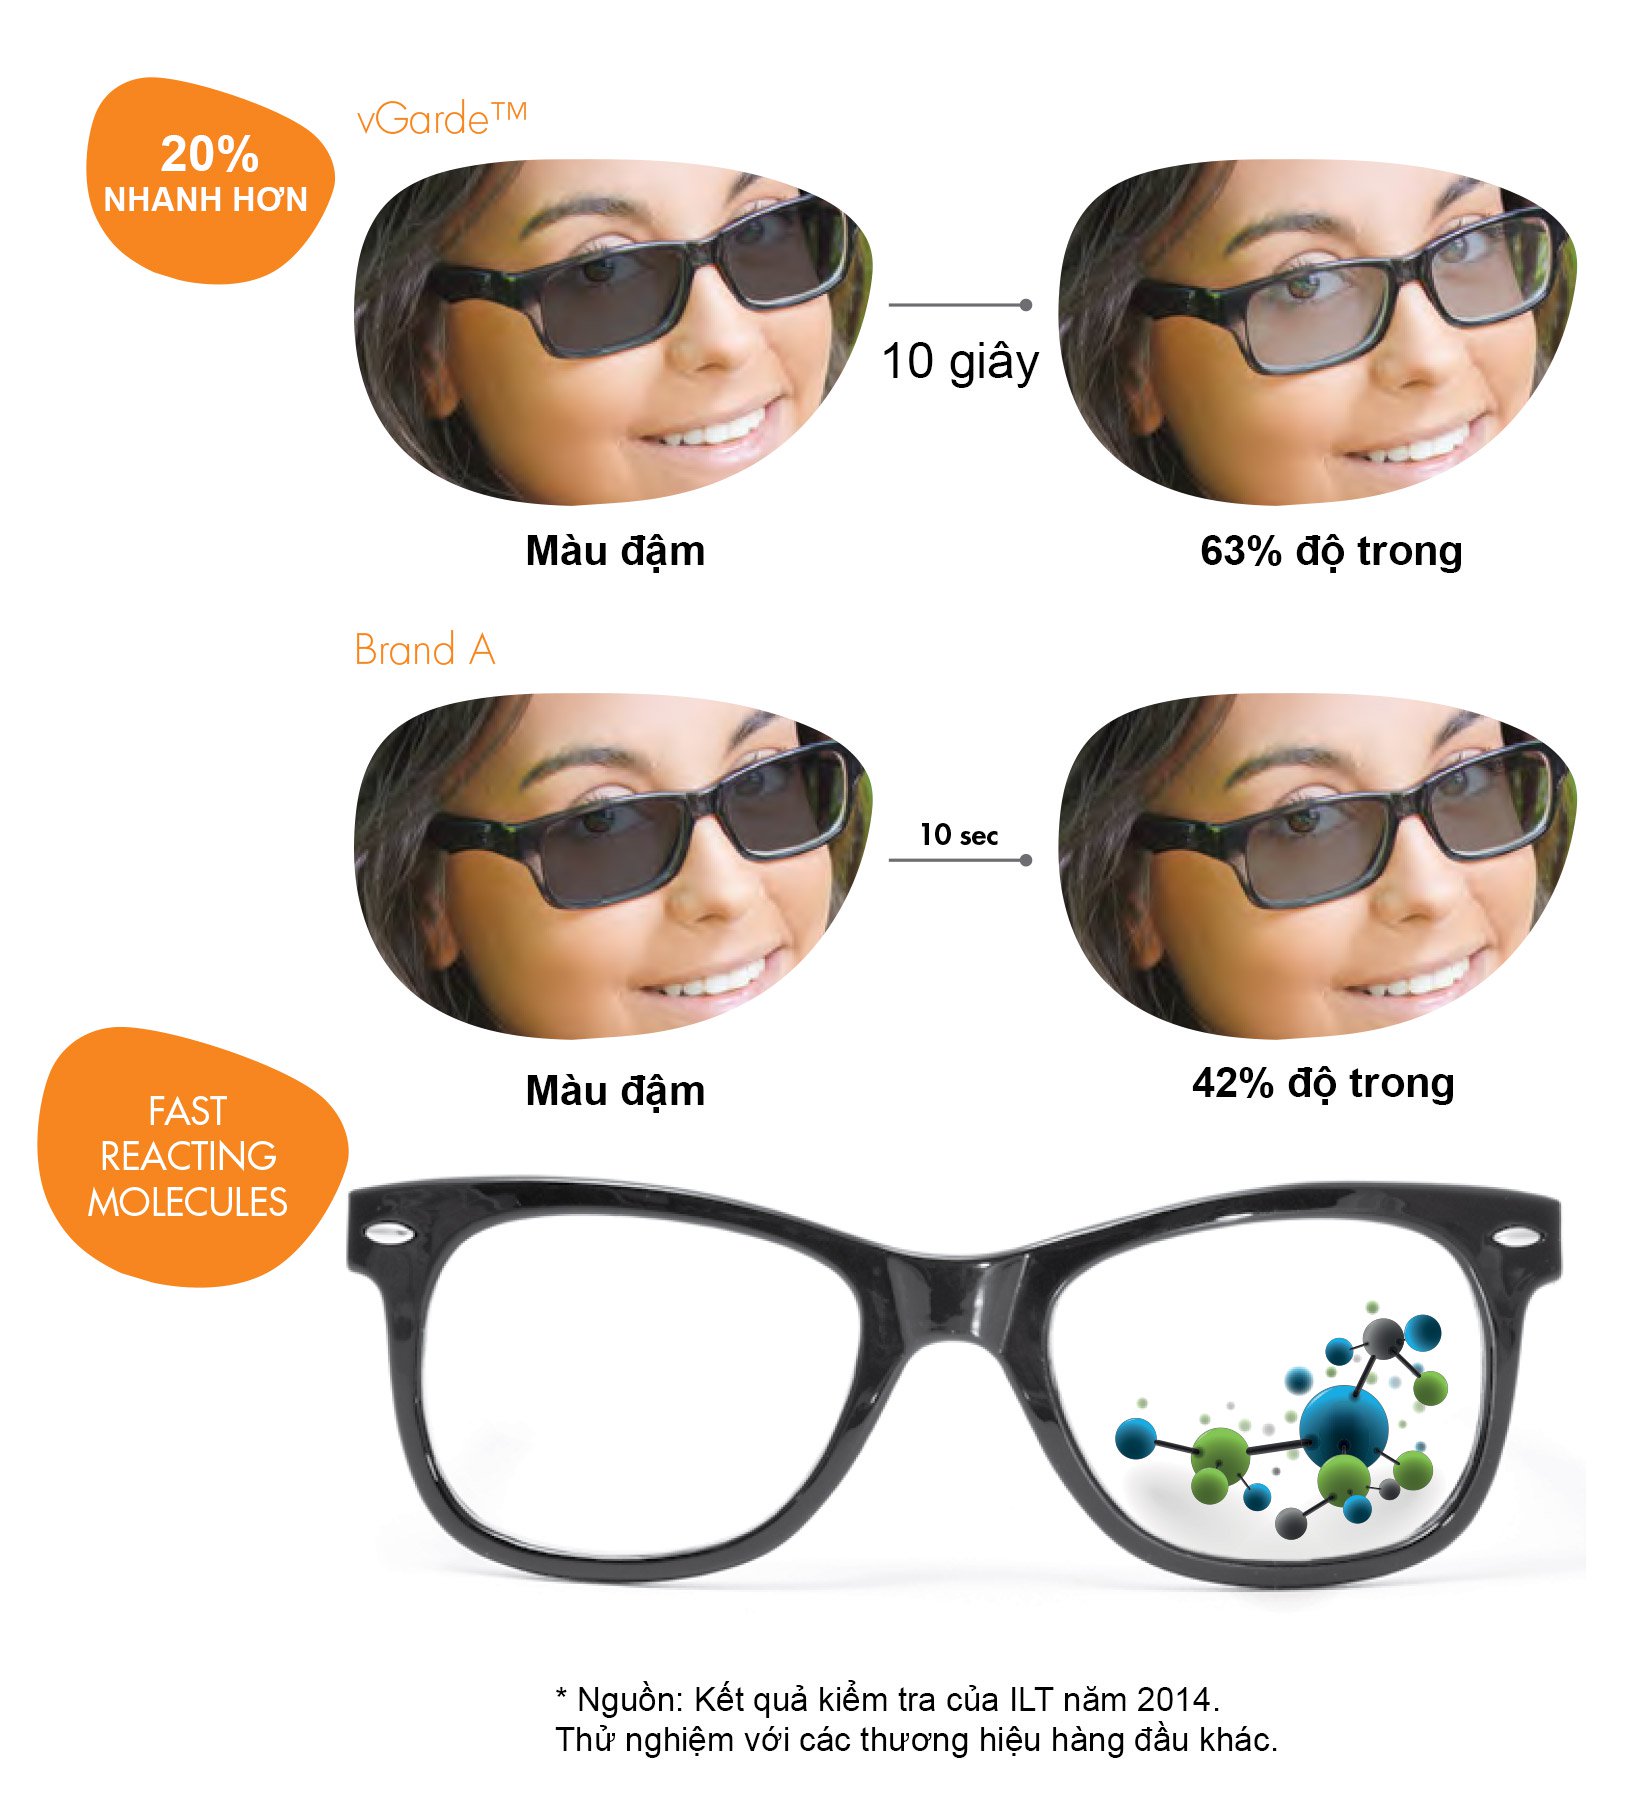 20%
NHANH HƠN
vGarde™
10 giây
Màu đậm
63% độ trong
Brand A
10 sec
Màu đậm
42% độ trong
FAST
REACTING
MOLECULES
* Nguồn: Kết quả kiểm tra của ILT năm 2014.
Thử nghiệm với các thương hiệu hàng đầu khác.